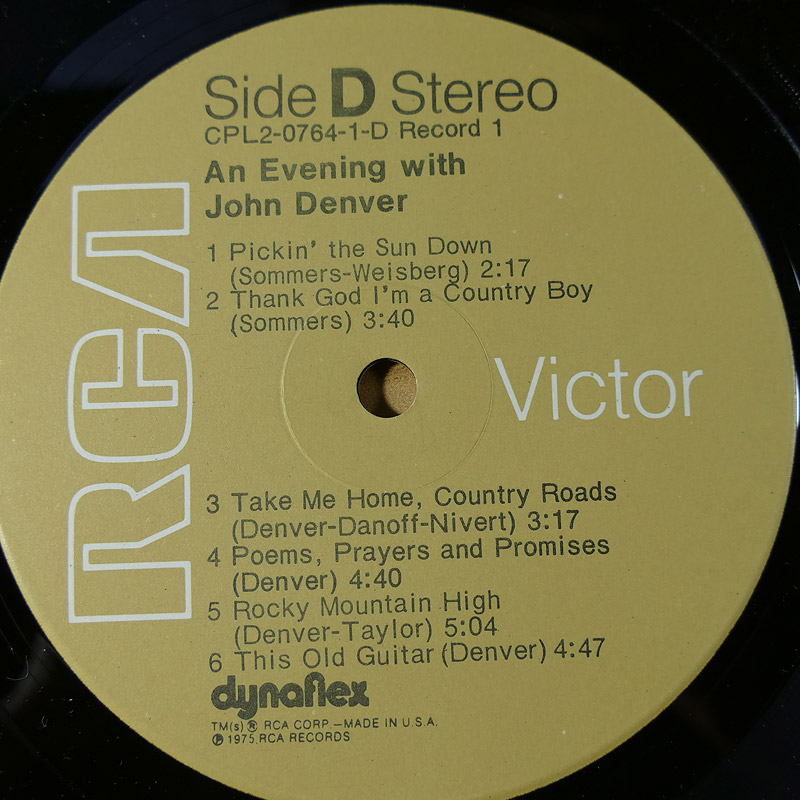 Side D Stereo
CPL2-0764-1-D Record 1
An Evening with
John Denver
1 Pickin' the Sun Down
(Sommers-Weisberg) 2:17
2 Thank God I'm a Country Boy
(Sommers) 3:40
RCA
Victor
3 Take Me Home, Country Roads
(Denver-Danoff-Nivert) 3:17
4 Poems, Prayers and Promises
(Denver) 4:40
5 Rocky Mountain High
(Denver-Taylor) 5:04
6 This Old Guitar (Denver) 4:47
dynaflex
TM(s) ® RCA CORP.—MADE IN U.S.A.
℗ 1975, RCA RECORDS